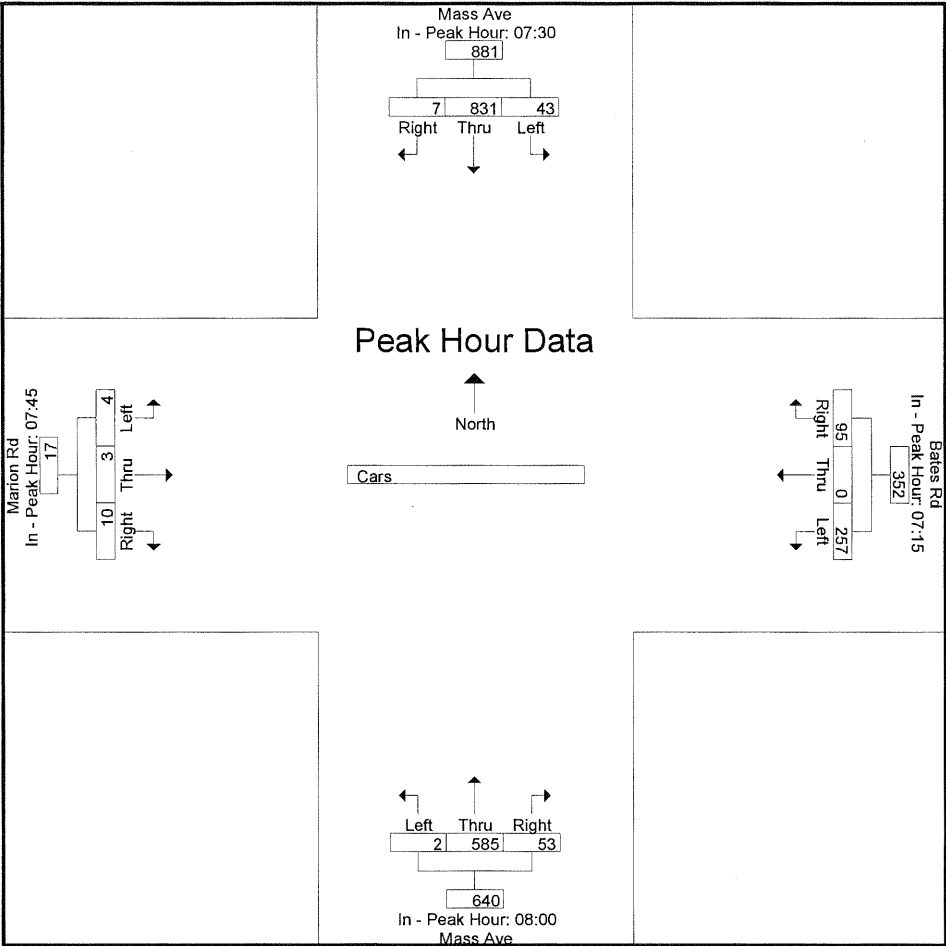 Mass Ave
In - Peak Hour: 07:30
881
7 831 43
Right Thru Left
Peak Hour Data
North
Cars
Marion Rd
In - Peak Hour: 07:45
17
4 3 10
Left Thru Right
Bates Rd
In - Peak Hour: 07:15
352
95 0 257
Right Thru Left
Left Thru Right
2 585 53
640
In - Peak Hour: 08:00
Mass Ave